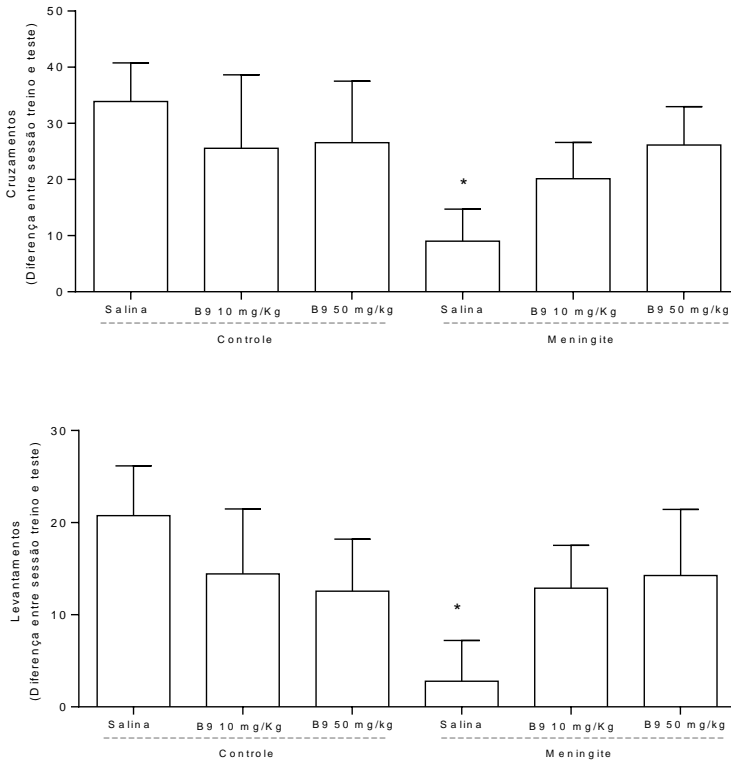 Cruzamentos
(Diferença entre sessão treino e teste)
50
40
30
20
10
0
*
Salina B9 10 mg/Kg B9 50 mg/kg Salina B9 10 mg/Kg B9 50 mg/kg
Controle Meningite
Levantamentos
(Diferença entre sessão treino e teste)
30
20
10
0
*
Salina B9 10 mg/Kg B9 50 mg/kg Salina B9 10 mg/Kg B9 50 mg/kg
Controle Meningite